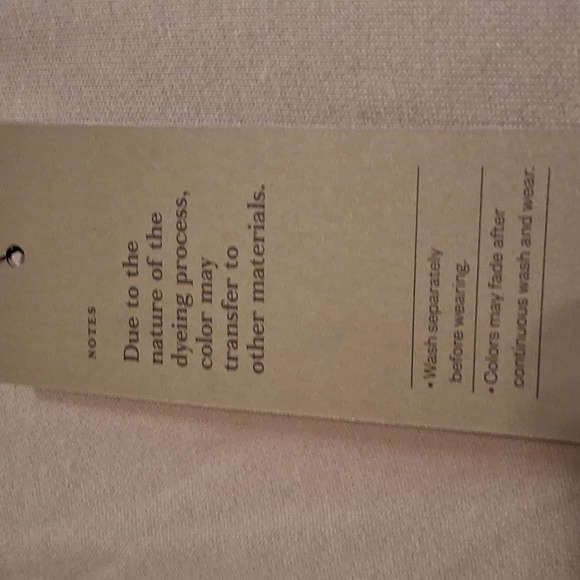 NOTES
Due to the
nature of the
dyeing process,
color may
transfer to
other materials.
• Wash separately
before wearing.
• Colors may fade after
continuous wash and wear.